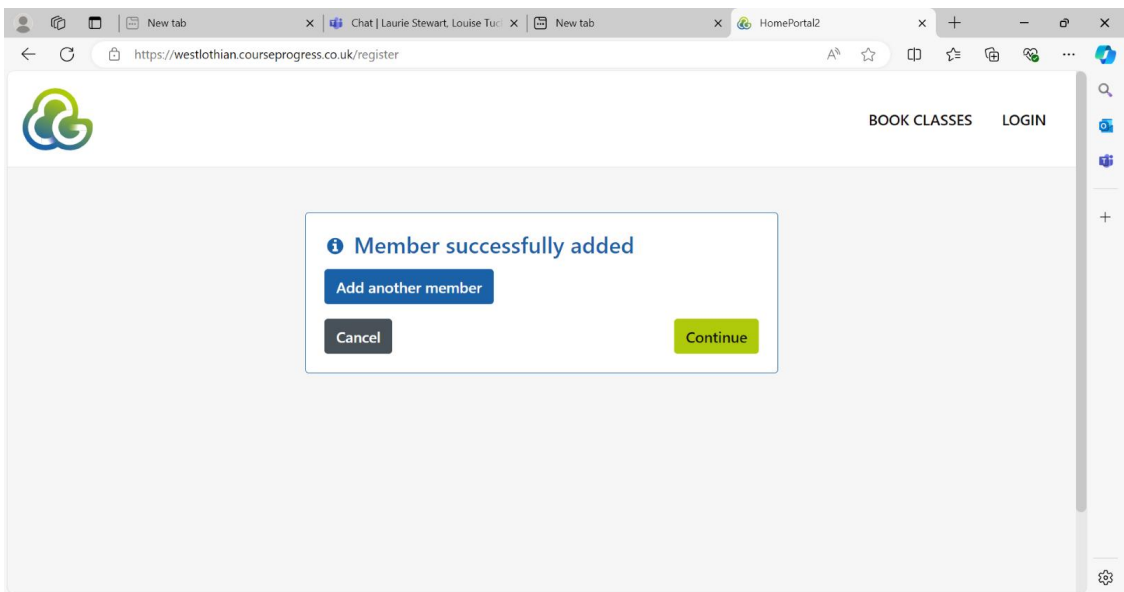 New tab
Chat | Laurie Stewart, Louise Tuc
New tab
HomePortal2
https://westlothian.courseprogress.co.uk/register
BOOK CLASSES LOGIN
Member successfully added
Add another member
Cancel Continue